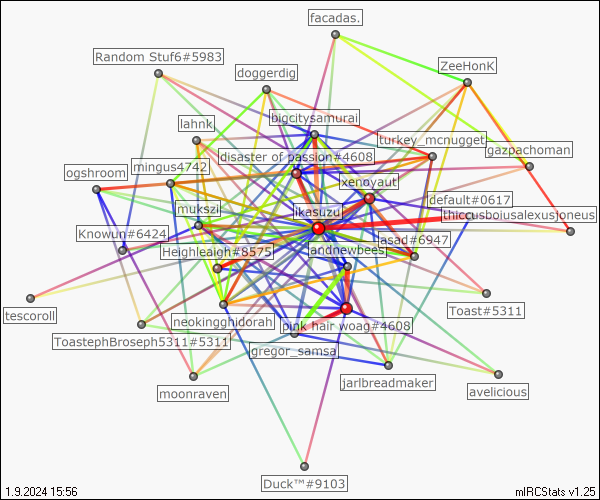 facadas.
Random Stuf6#5983
doggerdig
ZeeHonK
bigcitysamurai
lahnk
turkey_mcnugget
gazpachoman
disaster of passion#4608
mingus4742
ogshroom
xenoyaut
default#0617
mukszi
ikasuzu
thiccusboiusalexusjoneus
Knowun#6424
lasad#6947
Heighleaigh#8575
andnewbees
tescoroll
Toast#5311
neokingghidorah
pink hair woag#4608
ToastephBroseph5311#5311
gregor_samsa
jarlbreadmaker
moonraven
avelicious
Duck™#9103
1.9.2024 15:56
mIRCStats v1.25